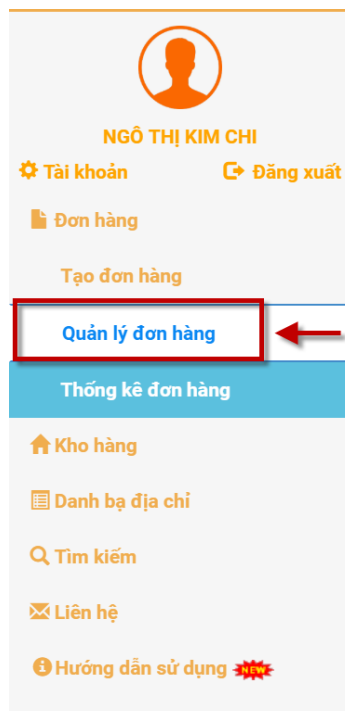 NGÔ THỊ KIM CHI
Tài khoản Đăng xuất
Đơn hàng
Tạo đơn hàng
Quản lý đơn hàng
Thống kê đơn hàng
Kho hàng
Danh bạ địa chỉ
Tìm kiếm
Liên hệ
Hướng dẫn sử dụng NEW